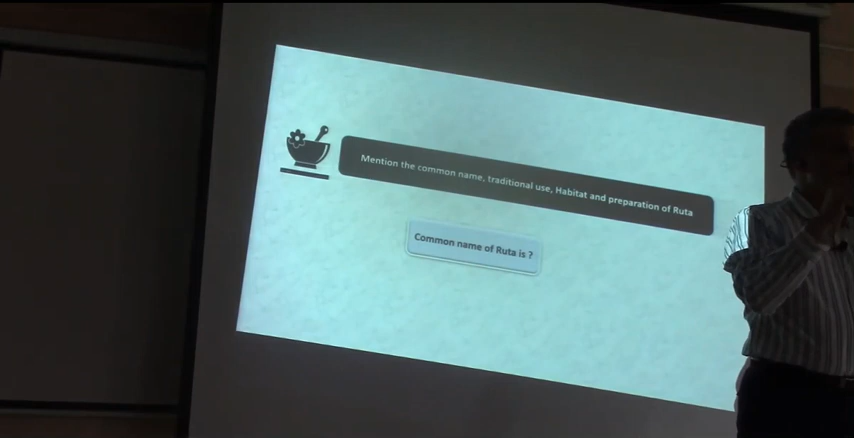 Mention the common name, traditional use, Habitat and preparation of Ruta
Common name of Ruta is ?